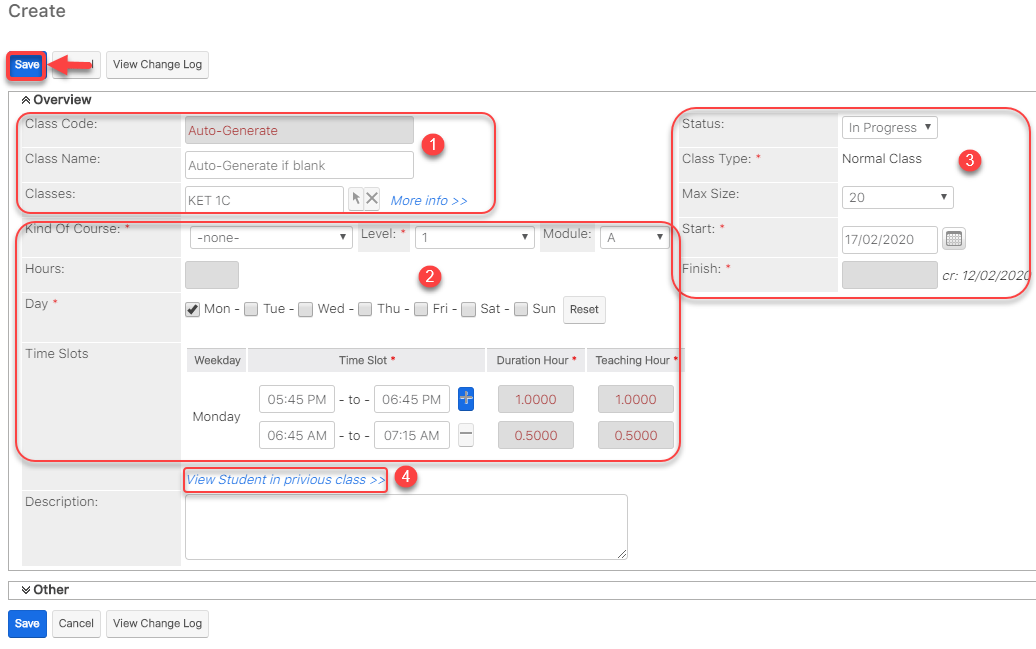 Create
Save l View Change Log
Overview
Class Code: Auto-Generate 1
Class Name: Auto-Generate if blank
Classes: KET 1C More info >>
Status: In Progress
Class Type: * Normal Class 3
Max Size: 20
Start: * 17/02/2020
Finish: * cr: 12/02/2020
Kind Of Course: * -none- Level: * 1 Module: A
Hours: 2
Day * Mon - Tue - Wed - Thu - Fri - Sat - Sun Reset
Time Slots
Weekday Time Slot * Duration Hour * Teaching Hour *
Monday
05:45 PM - to - 06:45 PM 1.0000 1.0000
06:45 AM - to - 07:15 AM 0.5000 0.5000
View Student in privious class >> 4
Description:
Other
Save Cancel View Change Log